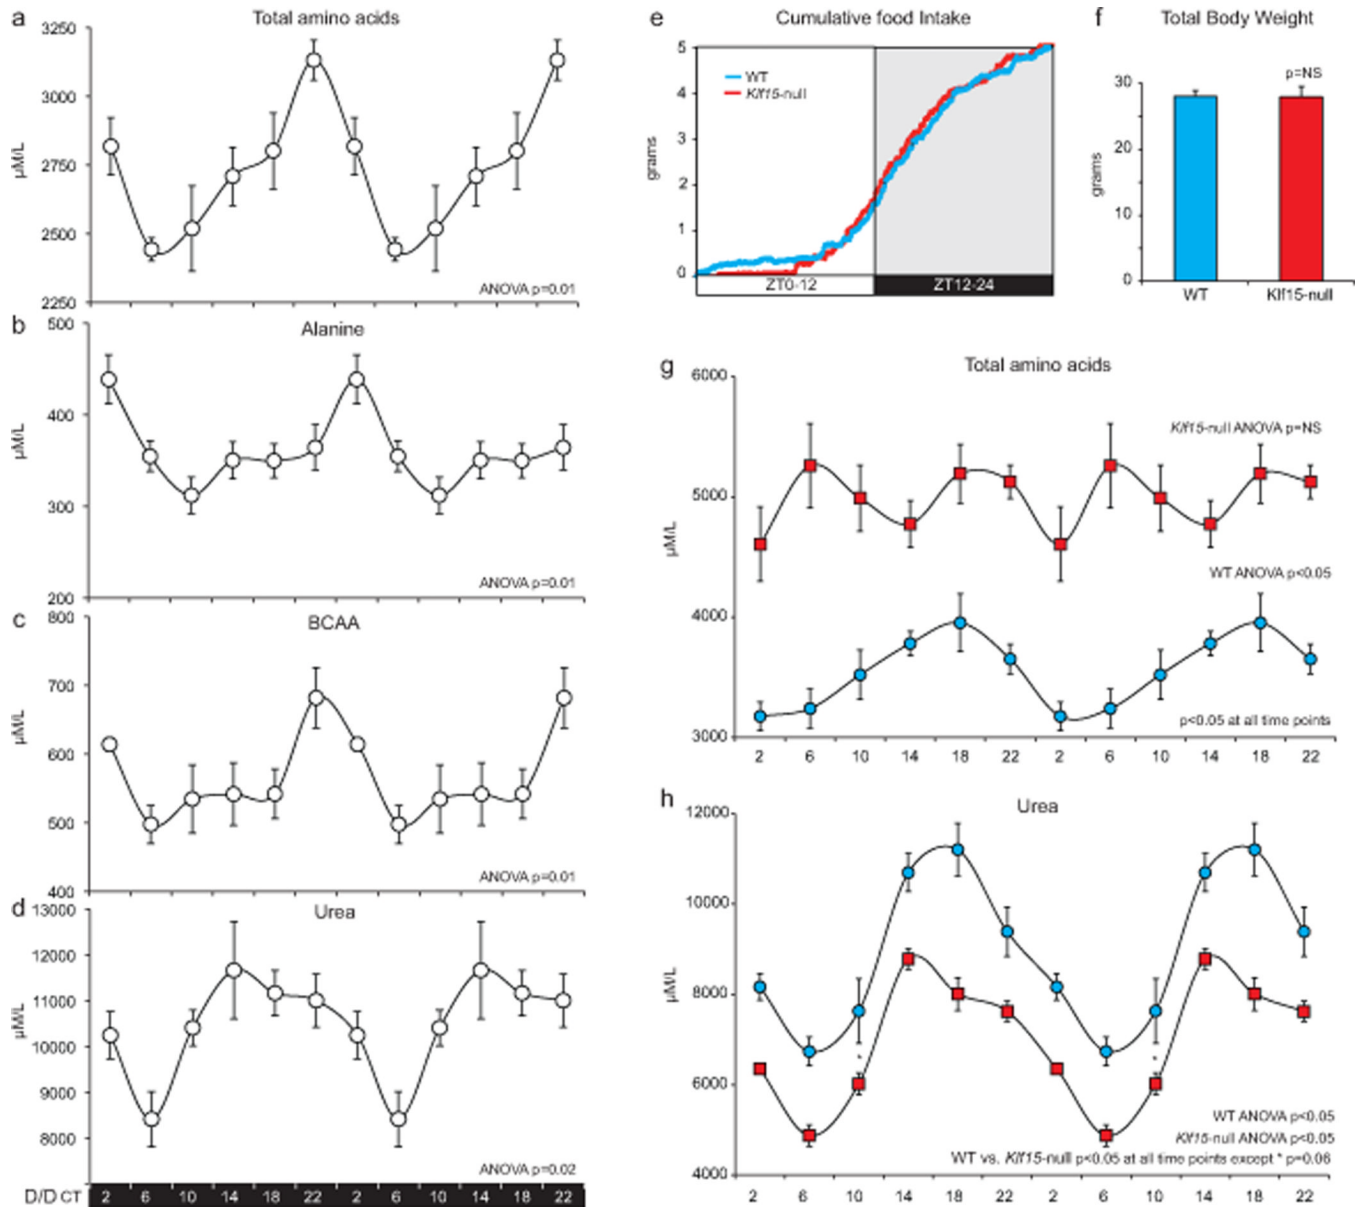 a
Total amino acids
3250
3000
2750
2500
2250
µM/L
ANOVA p=0.01
b
Alanine
500
400
300
200
µM/L
ANOVA p=0.01
c
BCAA
800
700
600
500
400
µM/L
ANOVA p=0.01
d
Urea
13000
12000
11000
10000
9000
8000
µM/L
ANOVA p=0.02
D/D CT 2 6 10 14 18 22 2 6 10 14 18 22
e
Cumulative food Intake
5
4
3
2
1
0
grams
WT
Klf15-null
ZT0-12 ZT12-24
f
Total Body Weight
p=NS
30
20
10
0
grams
WT Klf15-null
g
Total amino acids
6000
5000
4000
3000
µM/L
Klf15-null ANOVA p=NS
WT ANOVA p<0.05
p<0.05 at all time points
2 6 10 14 18 22 2 6 10 14 18 22
h
Urea
12000
10000
8000
6000
4000
µM/L
* *
WT ANOVA p<0.05
Klf15-null ANOVA p<0.05
WT vs. Klf15-null p<0.05 at all time points except * p=0.06
2 6 10 14 18 22 2 6 10 14 18 22